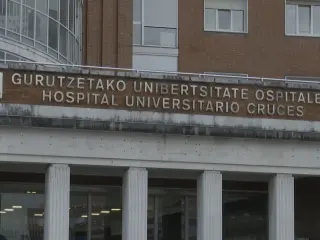 GURUTZETAKO UNIBERTSITATE OSPITALE
HOSPITAL UNIVERSITARIO CRUCES